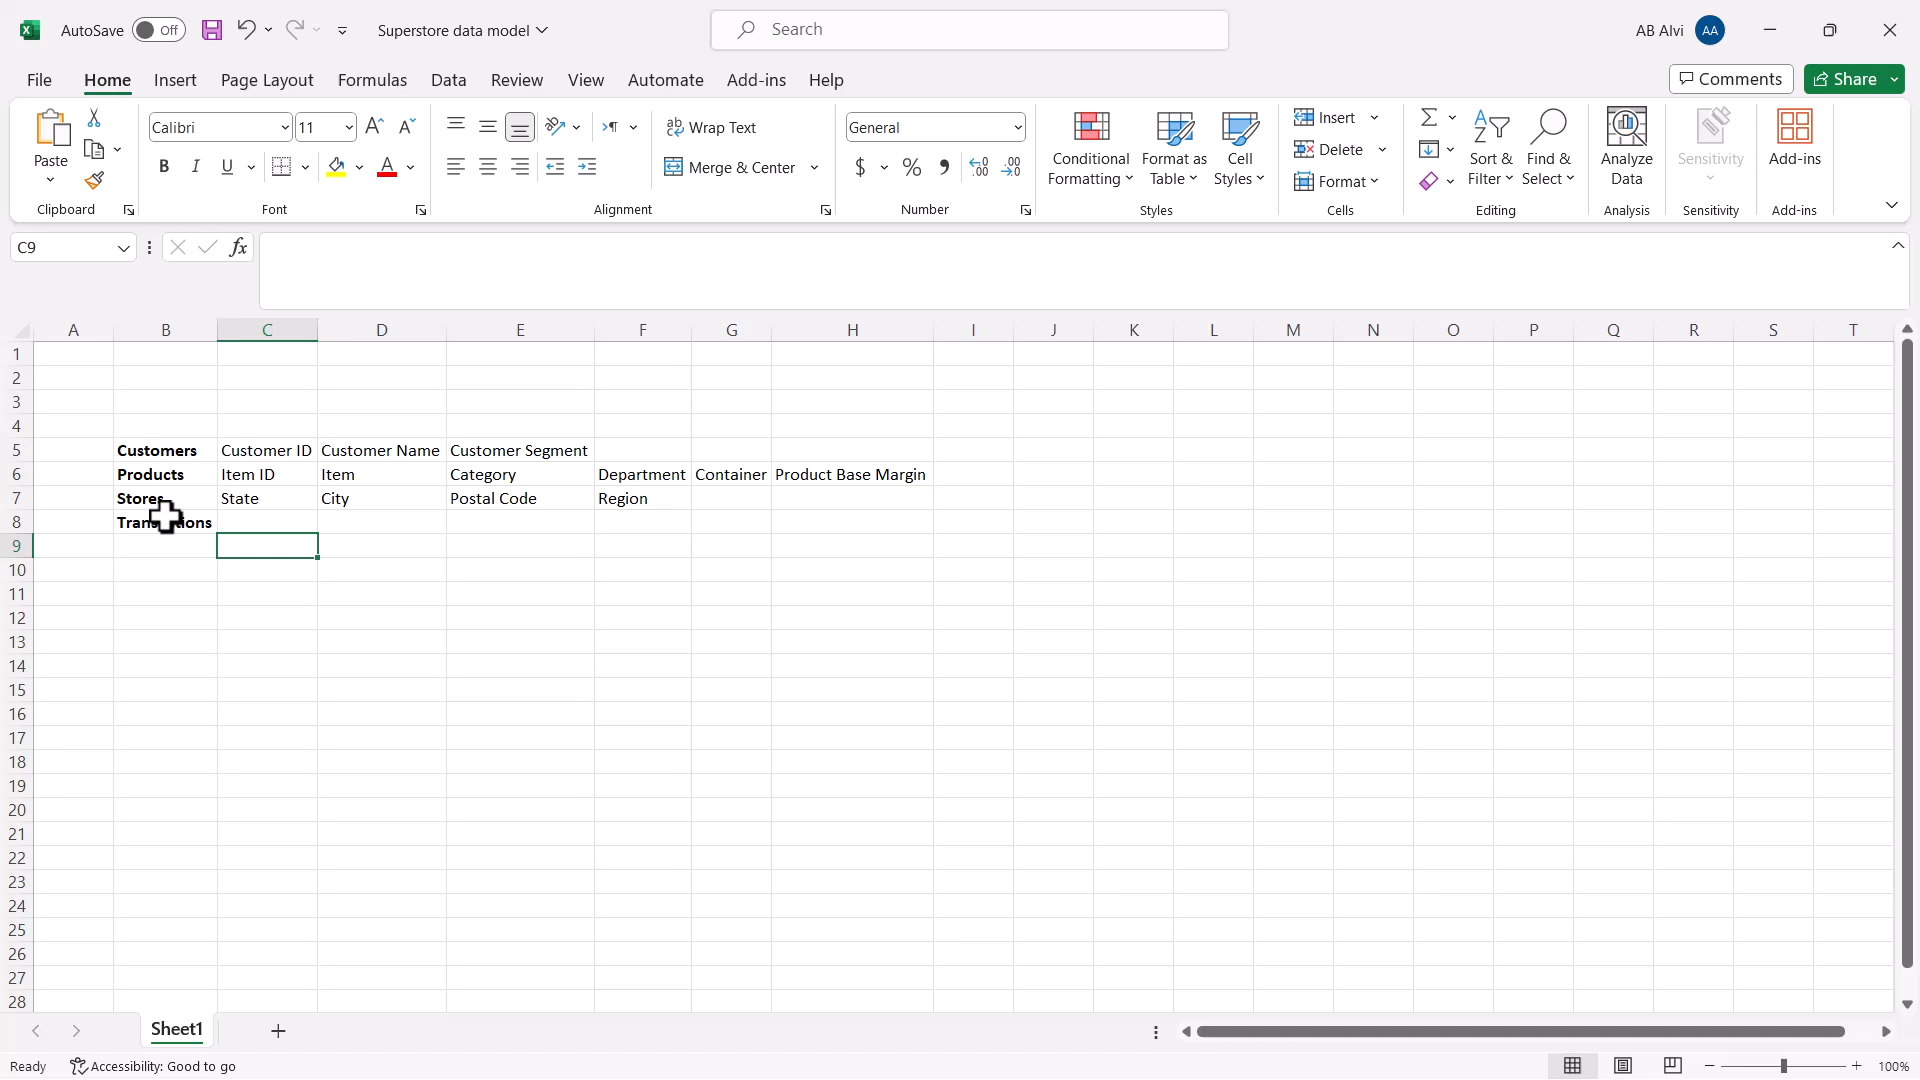 AutoSave Off Superstore data model Search AB Alvi AA
File Home Insert Page Layout Formulas Data Review View Automate Add-ins Help Comments Share
Paste Calibri 11 B I U Wrap Text Merge & Center General $ % Conditional Formatting Format as Table Cell Styles Insert Delete Format Sort & Filter Find & Select Analyze Data Sensitivity Add-ins
Clipboard Font Alignment Number Styles Cells Editing Analysis Sensitivity Add-ins
C9 fx
A B C D E F G H I J K L M N O P Q R S T
1
2
3
4
5 Customers Customer ID Customer Name Customer Segment
6 Products Item ID Item Category Department Container Product Base Margin
7 Stores State City Postal Code Region
8
9
10
11
12
13
14
15
16
17
18
19
20
21
22
23
24
25
26
27
28
Sheet1
Ready Accessibility: Good to go 100%